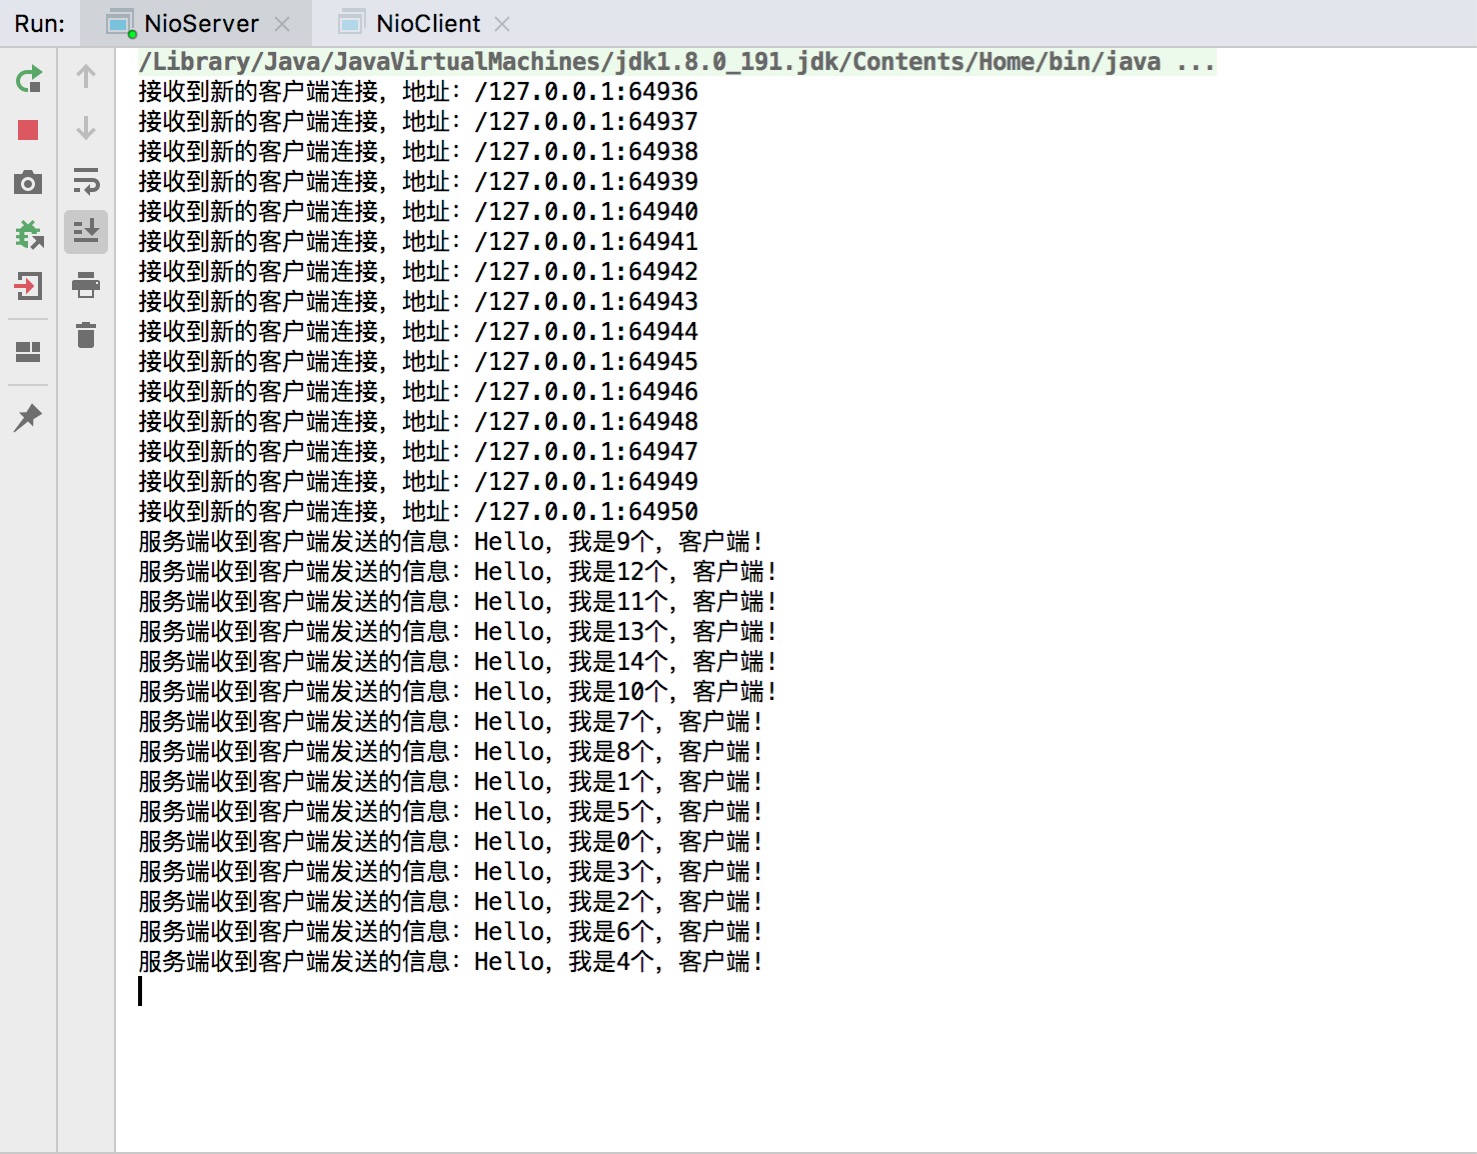 Run: NioServer NioClient
/Library/Java/JavaVirtualMachines/jdk1.8.0_191.jdk/Contents/Home/bin/java ...
接收到新的客户端连接，地址：/127.0.0.1:64936
接收到新的客户端连接，地址：/127.0.0.1:64937
接收到新的客户端连接，地址：/127.0.0.1:64938
接收到新的客户端连接，地址：/127.0.0.1:64939
接收到新的客户端连接，地址：/127.0.0.1:64940
接收到新的客户端连接，地址：/127.0.0.1:64941
接收到新的客户端连接，地址：/127.0.0.1:64942
接收到新的客户端连接，地址：/127.0.0.1:64943
接收到新的客户端连接，地址：/127.0.0.1:64944
接收到新的客户端连接，地址：/127.0.0.1:64945
接收到新的客户端连接，地址：/127.0.0.1:64946
接收到新的客户端连接，地址：/127.0.0.1:64948
接收到新的客户端连接，地址：/127.0.0.1:64947
接收到新的客户端连接，地址：/127.0.0.1:64949
接收到新的客户端连接，地址：/127.0.0.1:64950
服务端收到客户端发送的信息：Hello，我是9个，客户端！
服务端收到客户端发送的信息：Hello，我是12个，客户端！
服务端收到客户端发送的信息：Hello，我是11个，客户端！
服务端收到客户端发送的信息：Hello，我是13个，客户端！
服务端收到客户端发送的信息：Hello，我是14个，客户端！
服务端收到客户端发送的信息：Hello，我是10个，客户端！
服务端收到客户端发送的信息：Hello，我是7个，客户端！
服务端收到客户端发送的信息：Hello，我是8个，客户端！
服务端收到客户端发送的信息：Hello，我是1个，客户端！
服务端收到客户端发送的信息：Hello，我是5个，客户端！
服务端收到客户端发送的信息：Hello，我是0个，客户端！
服务端收到客户端发送的信息：Hello，我是3个，客户端！
服务端收到客户端发送的信息：Hello，我是2个，客户端！
服务端收到客户端发送的信息：Hello，我是6个，客户端！
服务端收到客户端发送的信息：Hello，我是4个，客户端！